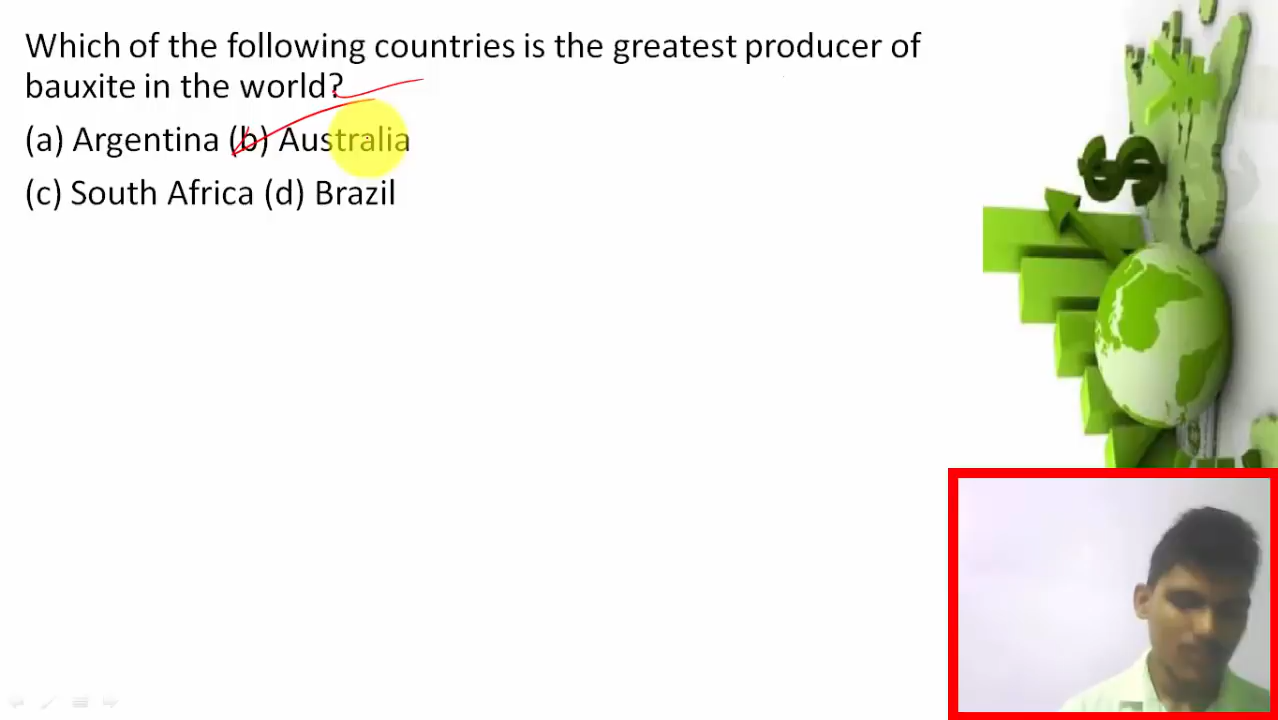 Which of the following countries is the greatest producer of
bauxite in the world?
(a) Argentina (b) Australia
(c) South Africa (d) Brazil